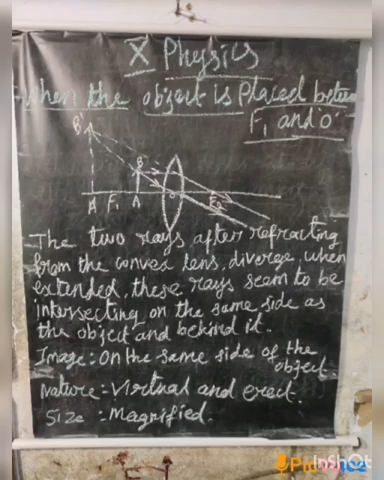 X Physics
When the object is Placed between
F₁ and O'
B'
B
A' F₁ A O F₂
The two rays after refracting
from the convex lens, diverge, when
extended, these rays seem to be
intersecting on the same side as
the object and behind it.
Image: On the same side of the
object.
Nature: Virtual and erect.
Size : Magnified.
InShOt